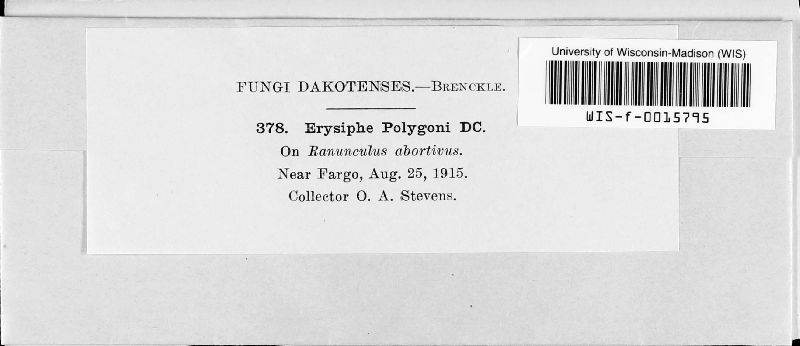 FUNGI DAKOTENSES.—BRENCKLE.
378. Erysiphe Polygoni DC.
On Ranunculus abortivus.
Near Fargo, Aug. 25, 1915.
Collector O. A. Stevens.
University of Wisconsin-Madison (WIS)
WIS-f-0015795